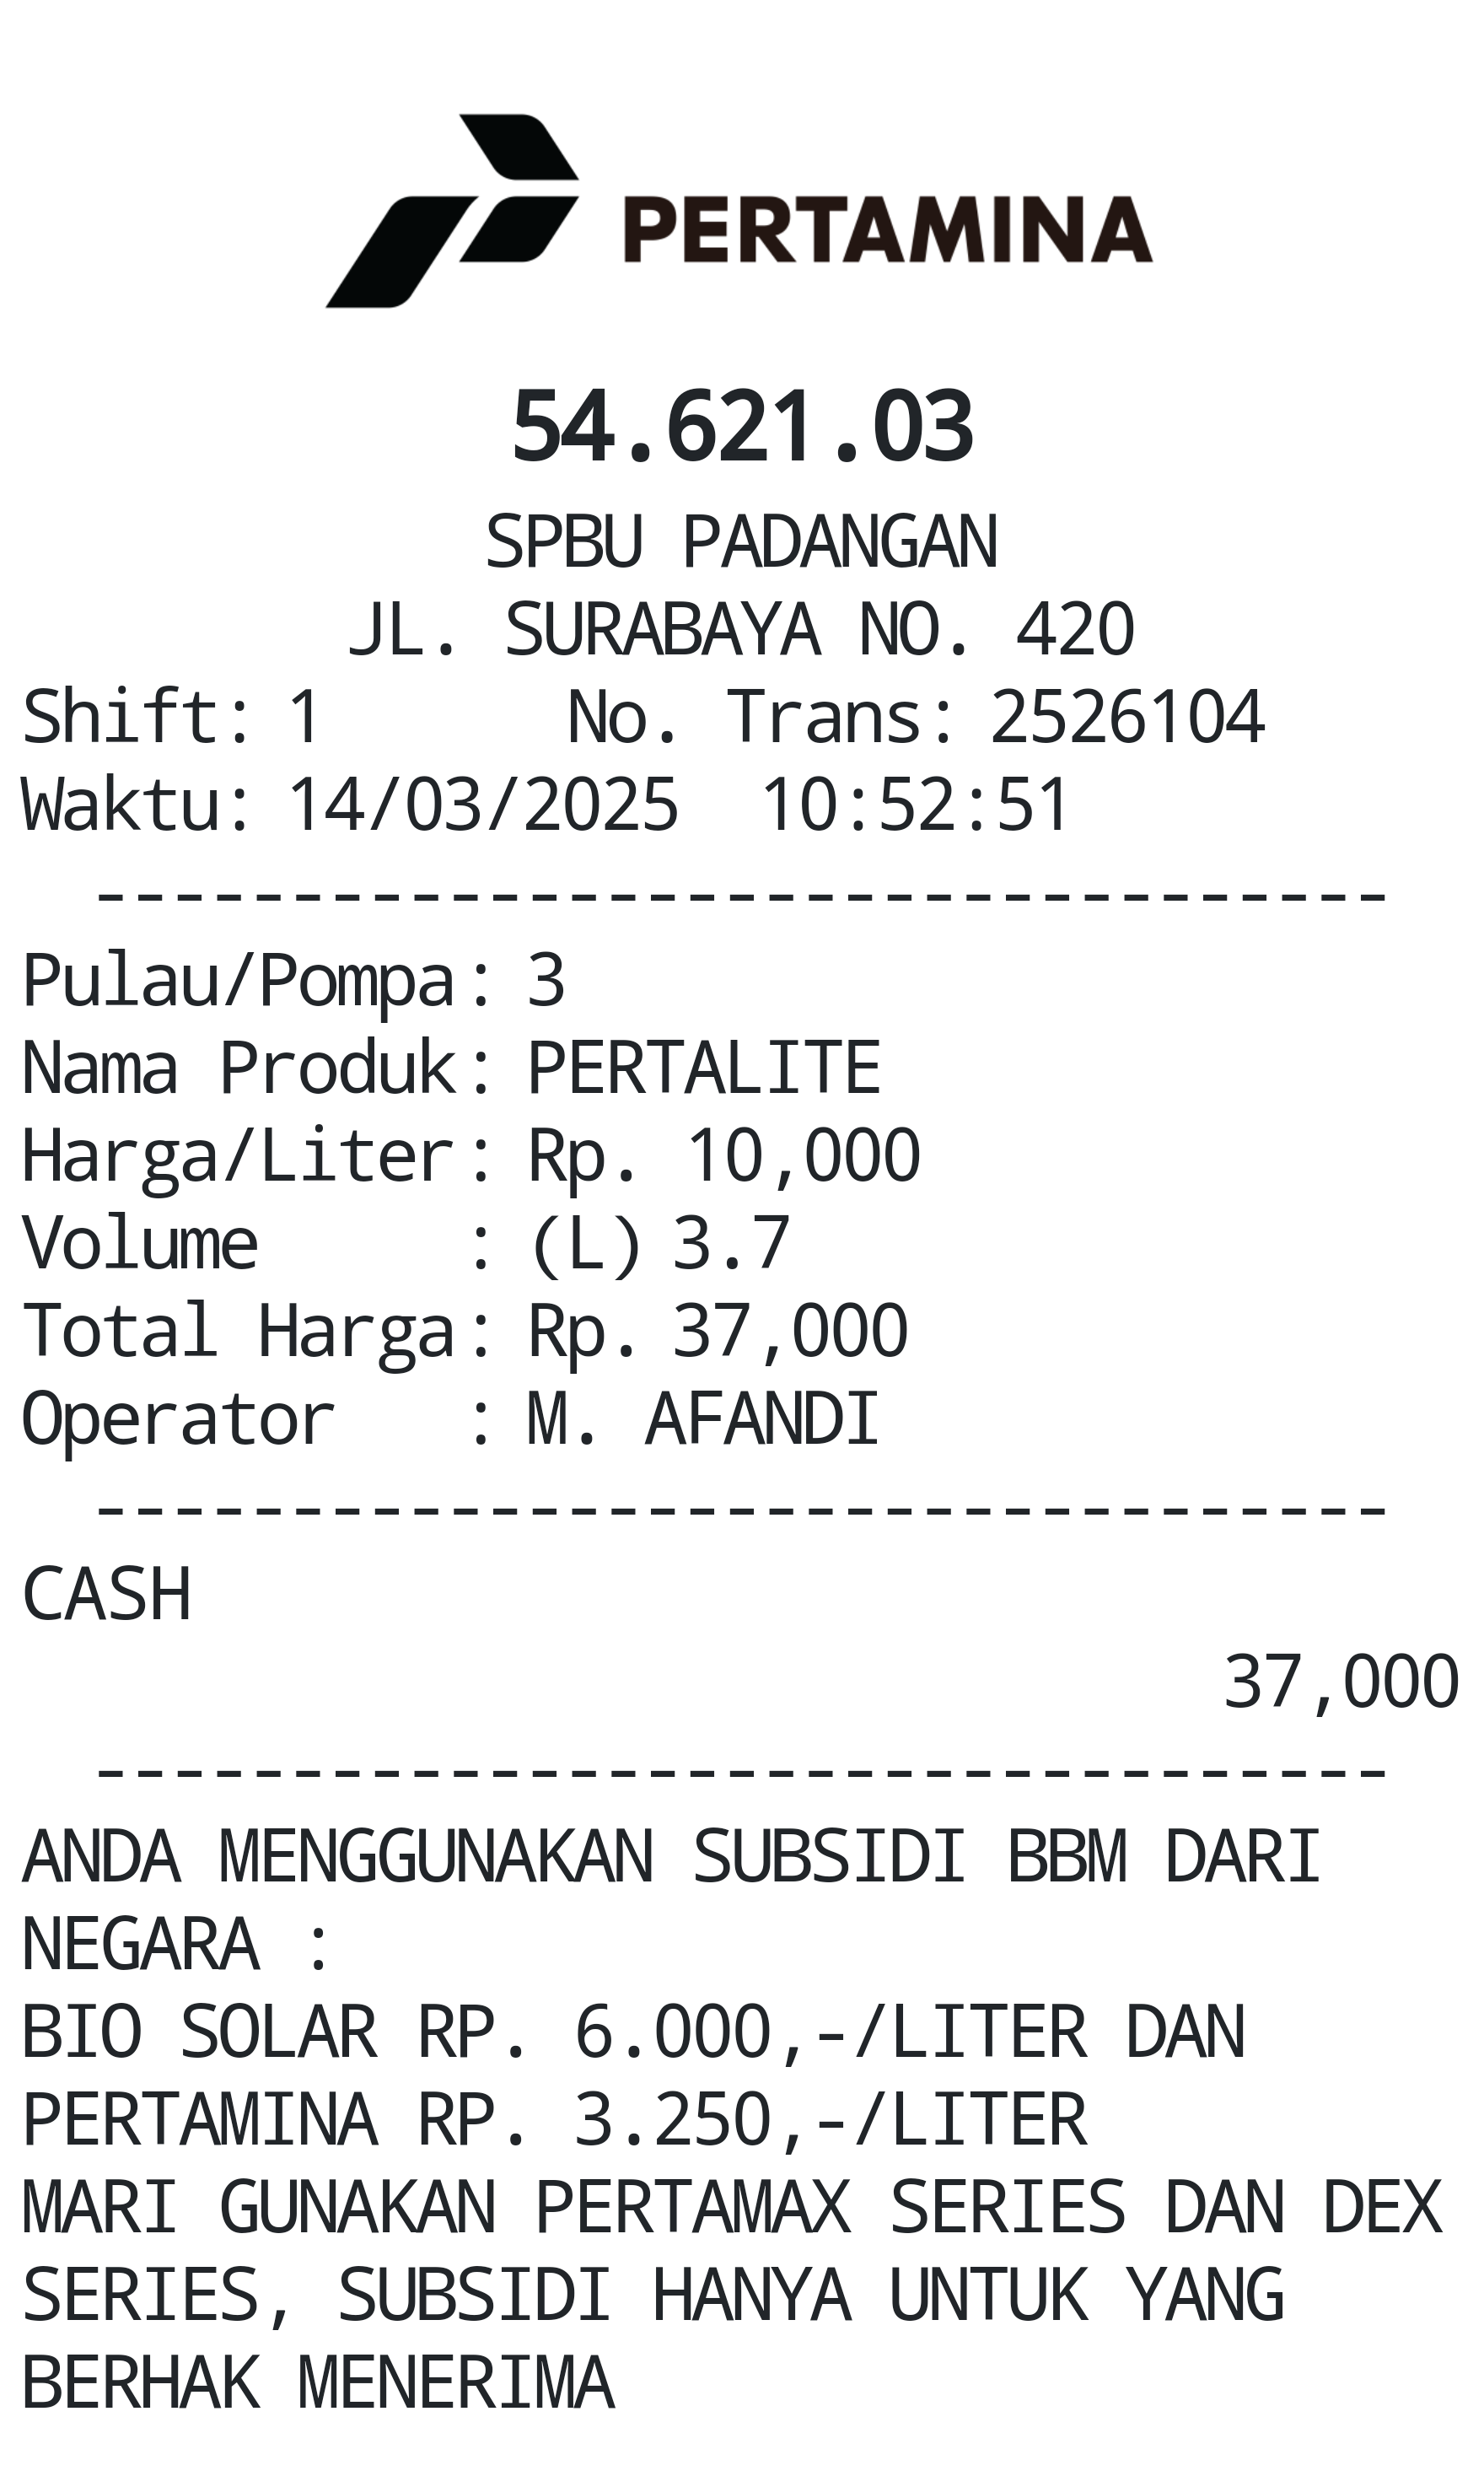 PERTAMINA
54.621.03
SPBU PADANGAN
JL. SURABAYA NO. 420
Shift: 1 No. Trans: 2526104
Waktu: 14/03/2025 10:52:51
---------------------------------
Pulau/Pompa: 3
Nama Produk: PERTALITE
Harga/Liter: Rp. 10,000
Volume : (L) 3.7
Total Harga: Rp. 37,000
Operator : M. AFANDI
---------------------------------
CASH
37,000
---------------------------------
ANDA MENGGUNAKAN SUBSIDI BBM DARI
NEGARA :
BIO SOLAR RP. 6.000,-/LITER DAN
PERTAMINA RP. 3.250,-/LITER
MARI GUNAKAN PERTAMAX SERIES DAN DEX
SERIES, SUBSIDI HANYA UNTUK YANG
BERHAK MENERIMA